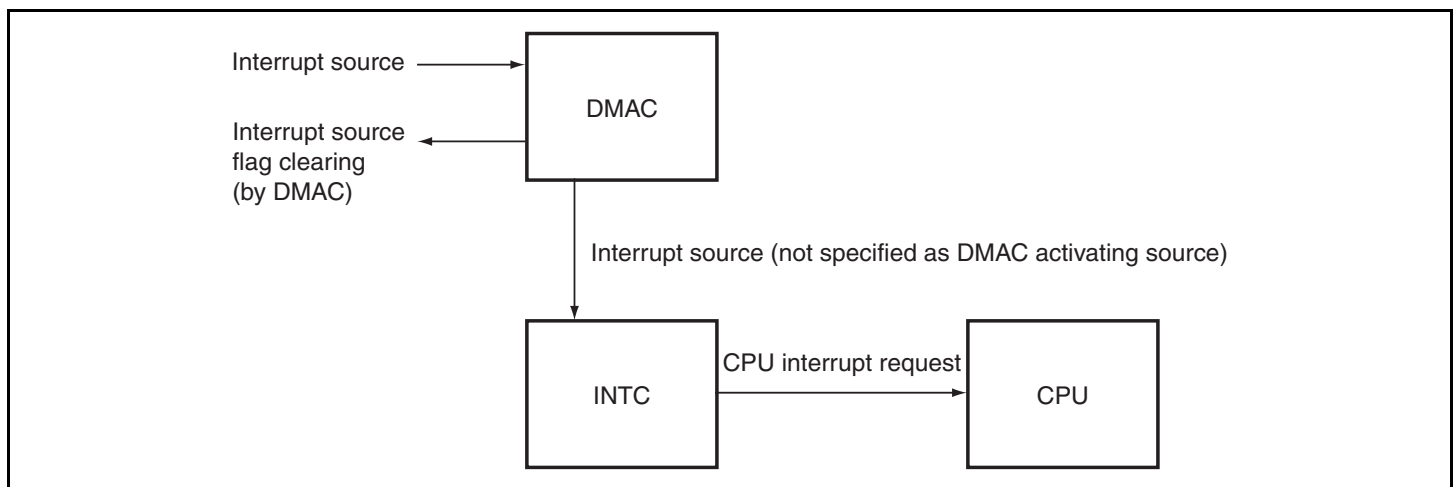 Interrupt source
DMAC
Interrupt source
flag clearing
(by DMAC)
Interrupt source (not specified as DMAC activating source)
CPU interrupt request
INTC
CPU